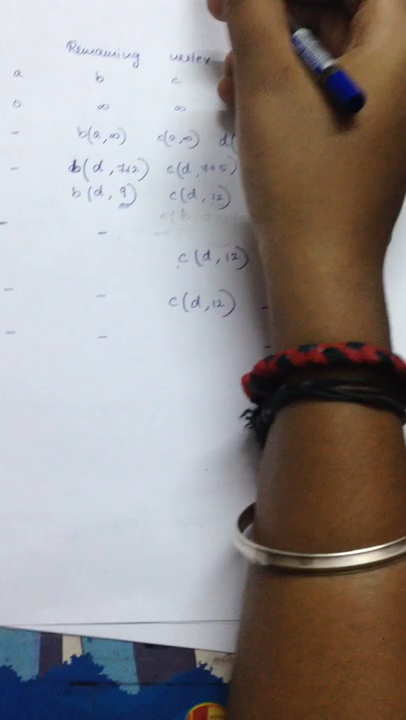 Remaining vertex
a b c
0 ∞ ∞
- b(a,∞) c(a,∞) d(
- b(d,7+2) c(d,7+5)
b(d,9) c(d,12)
- -
c(d,12)
- - c(d,12) -
- - -